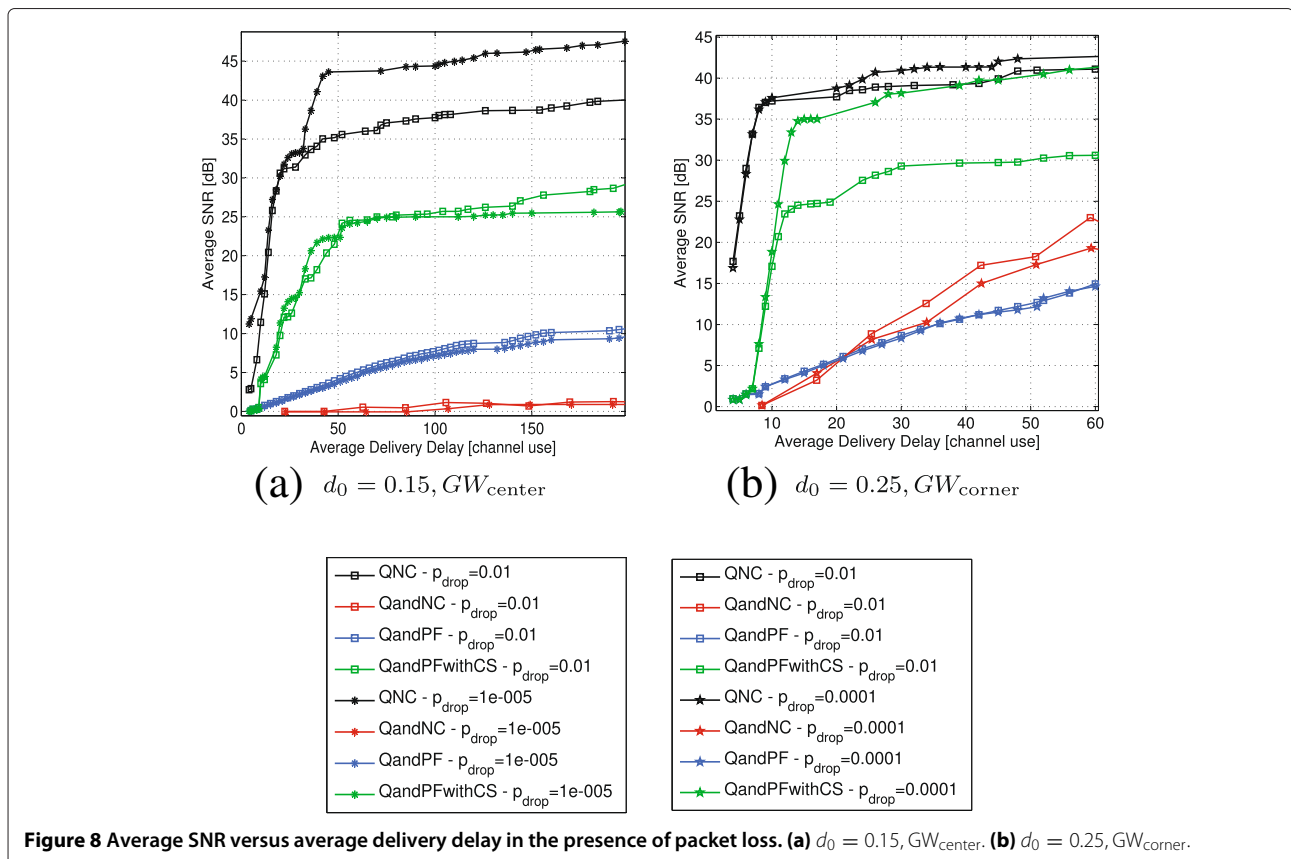 45
40
35
30
25
20
15
10
5
0
Average SNR [dB]
0 50 100 150
Average Delivery Delay [channel use]
(a) d₀ = 0.15, GW_center
45
40
35
30
25
20
15
10
5
0
Average SNR [dB]
10 20 30 40 50 60
Average Delivery Delay [channel use]
(b) d₀ = 0.25, GW_corner
QNC - p_drop=0.01
QandNC - p_drop=0.01
QandPF - p_drop=0.01
QandPFwithCS - p_drop=0.01
QNC - p_drop=1e-005
QandNC - p_drop=1e-005
QandPF - p_drop=1e-005
QandPFwithCS - p_drop=1e-005
QNC - p_drop=0.01
QandNC - p_drop=0.01
QandPF - p_drop=0.01
QandPFwithCS - p_drop=0.01
QNC - p_drop=0.0001
QandNC - p_drop=0.0001
QandPF - p_drop=0.0001
QandPFwithCS - p_drop=0.0001
Figure 8 Average SNR versus average delivery delay in the presence of packet loss. (a) d₀ = 0.15, GW_center. (b) d₀ = 0.25, GW_corner.